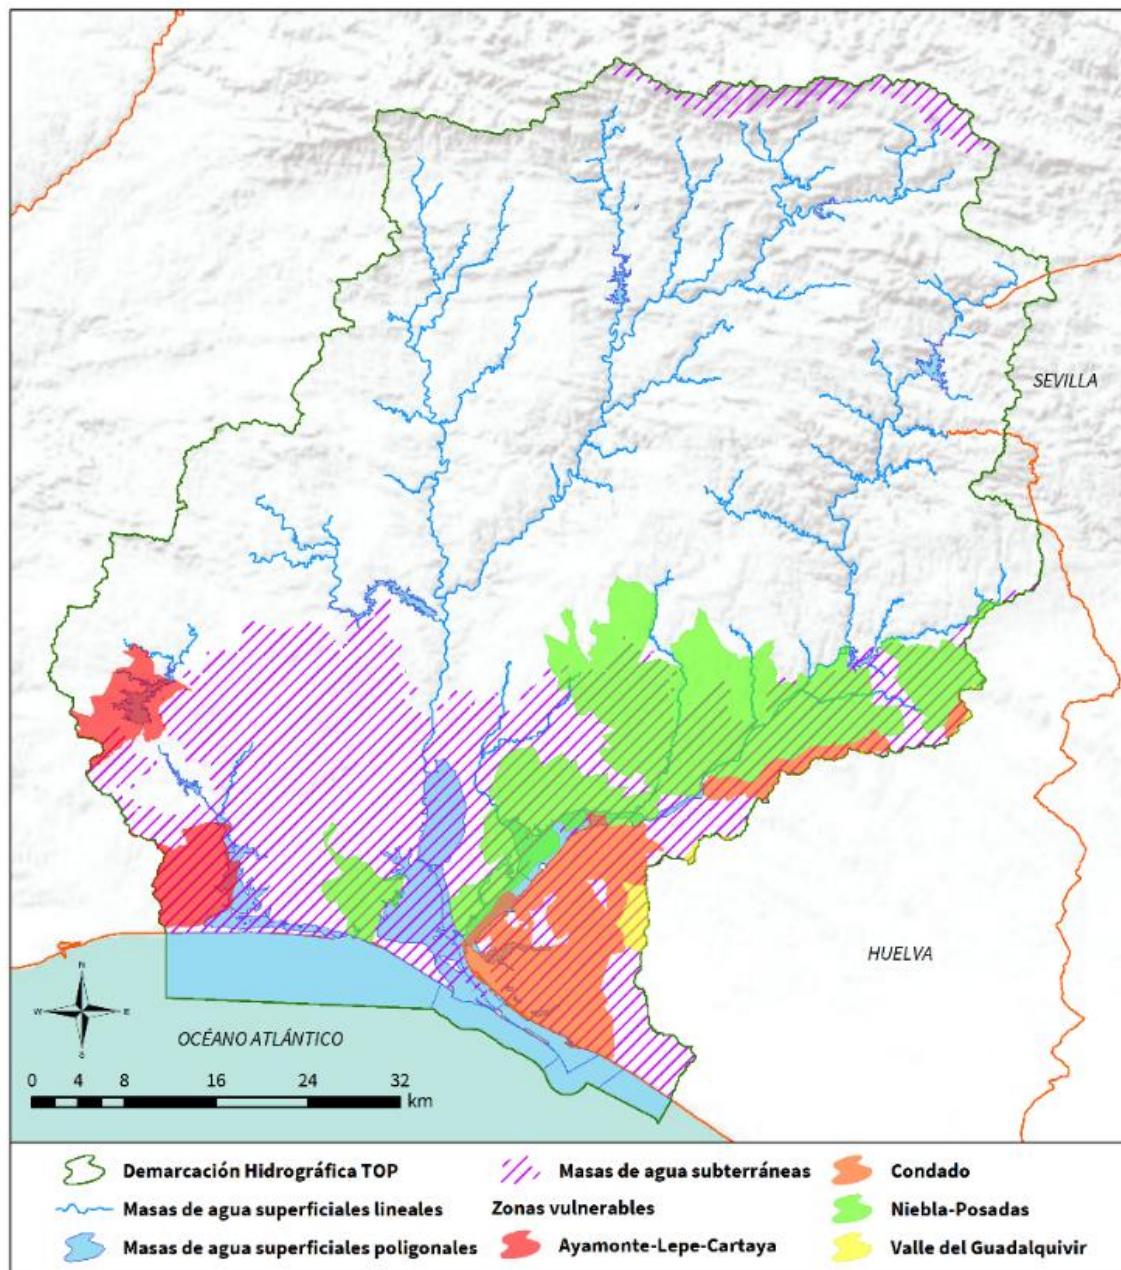 SEVILLA
HUELVA
N
W E
S
OCÉANO ATLÁNTICO
0 4 8 16 24 32
km
Demarcación Hidrográfica TOP
Masas de agua superficiales lineales
Masas de agua superficiales poligonales
Masas de agua subterráneas
Zonas vulnerables
Ayamonte-Lepe-Cartaya
Condado
Niebla-Posadas
Valle del Guadalquivir